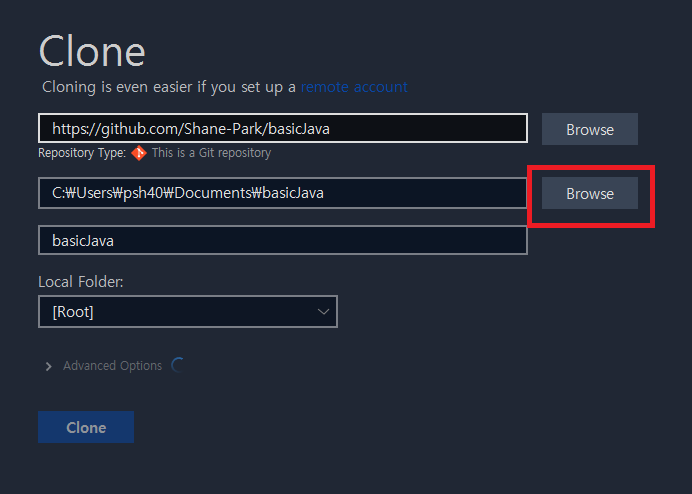 Clone
Cloning is even easier if you set up a remote account
https://github.com/Shane-Park/basicJava Browse
Repository Type: This is a Git repository
C:₩Users₩psh40₩Documents₩basicJava Browse
basicJava
Local Folder:
[Root]
Advanced Options
Clone